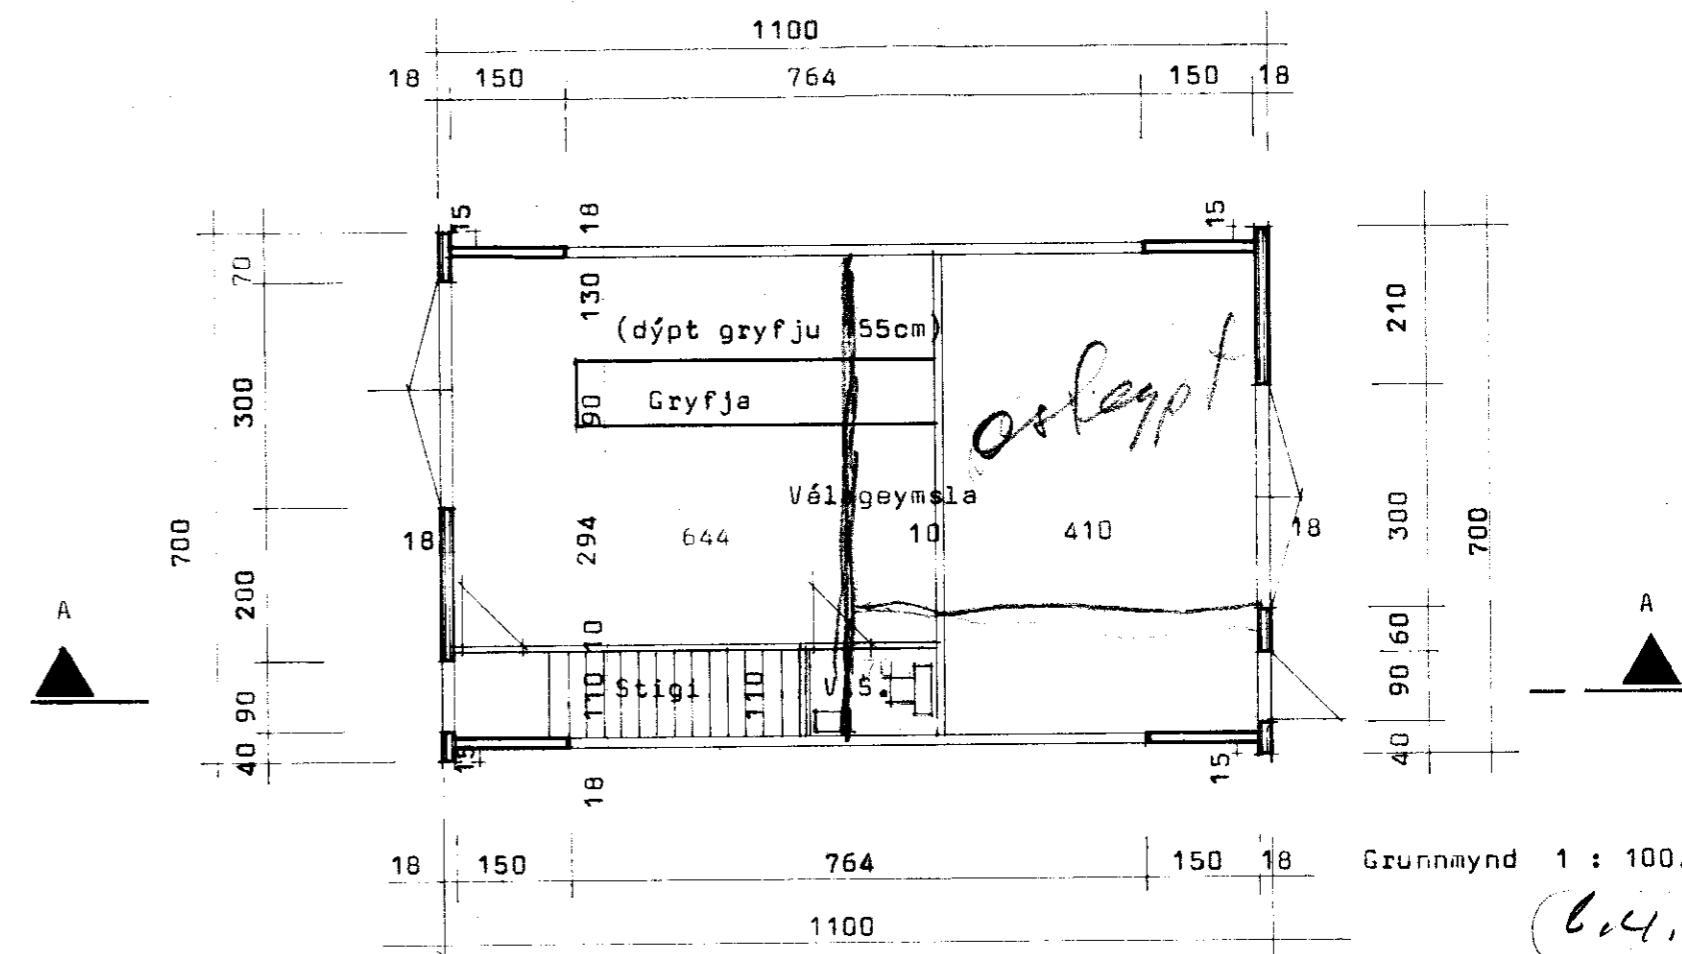 1100
18 150 764 150 18
15 18 15
70 130 210
(dýpt gryfju 155cm)
300 90 Gryfja
óskeypt
Vélageymsla
700 18 294 644 10 410 18 300 700
200 10 60
A A
90 110 Stigi 110 V S. 90
40 15 15 40
18
18 150 764 150 18 Grunnmynd 1 : 100.
1100